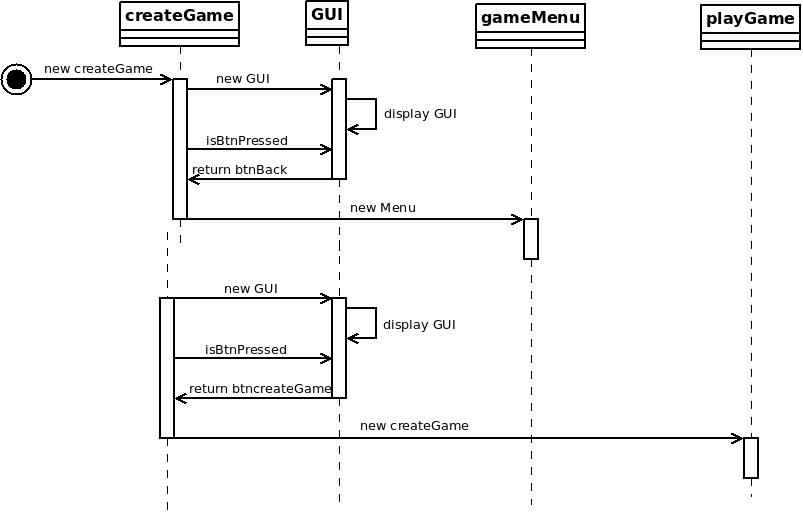 createGame
GUI
gameMenu
playGame
new createGame
new GUI
display GUI
isBtnPressed
return btnBack
new Menu
new GUI
display GUI
isBtnPressed
return btncreateGame
new createGame